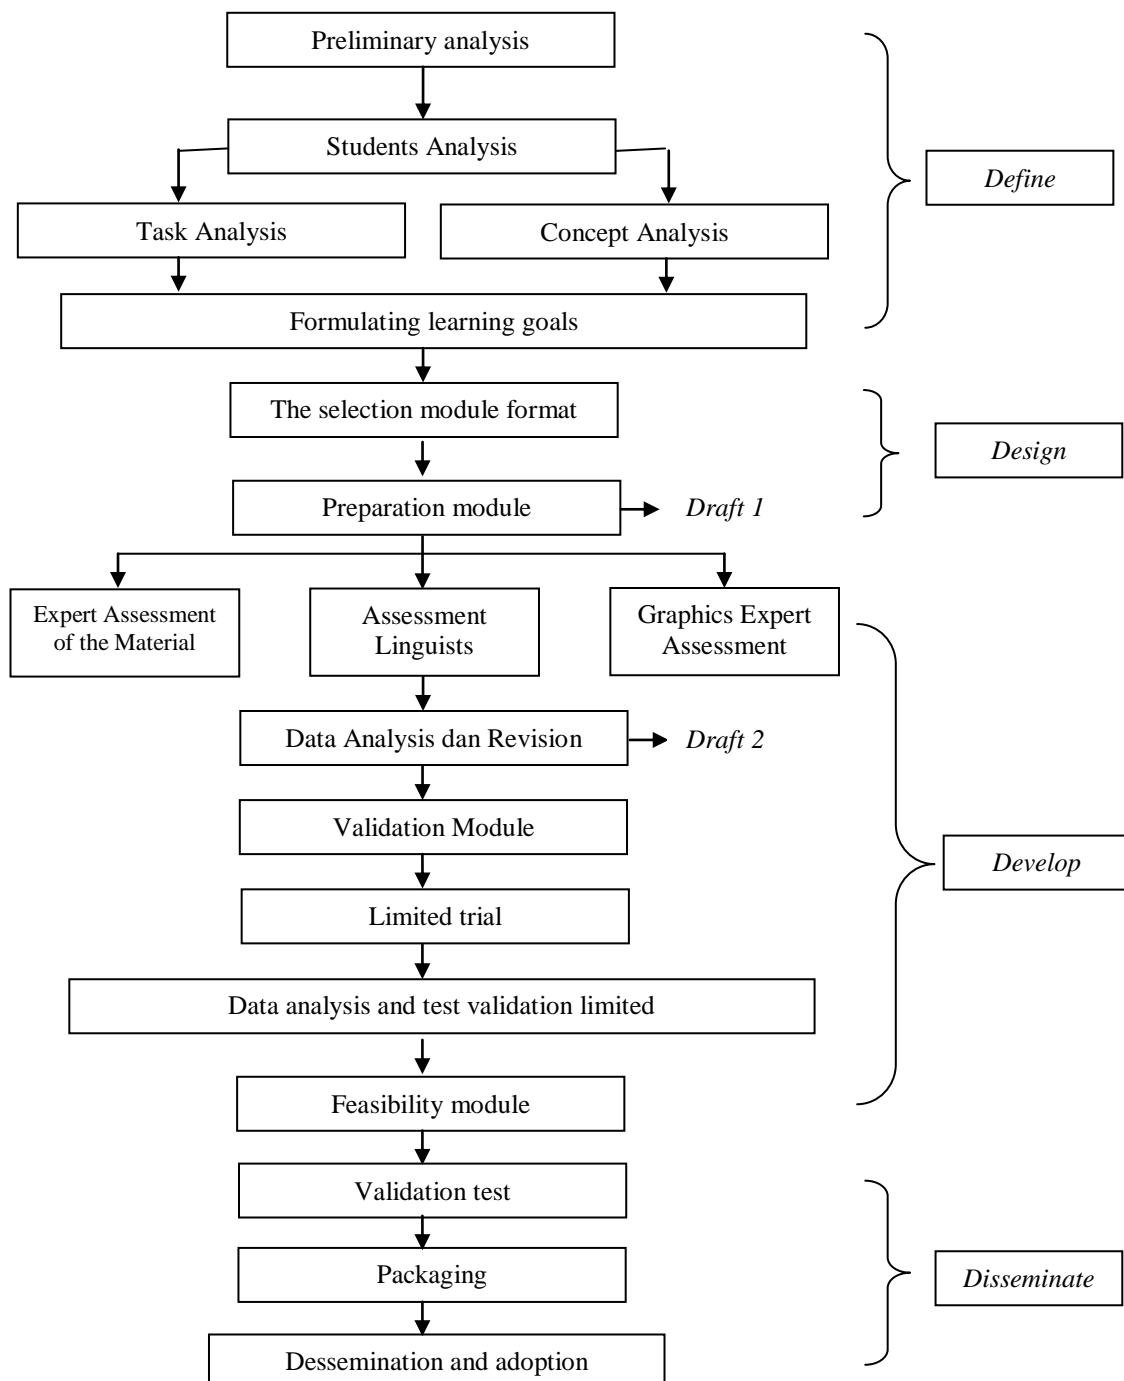 Preliminary analysis
Students Analysis
Define
Task Analysis
Concept Analysis
Formulating learning goals
The selection module format
Design
Preparation module
Draft 1
Expert Assessment
of the Material
Assessment
Linguists
Graphics Expert
Assessment
Data Analysis dan Revision
Draft 2
Validation Module
Develop
Limited trial
Data analysis and test validation limited
Feasibility module
Validation test
Packaging
Disseminate
Dessemination and adoption